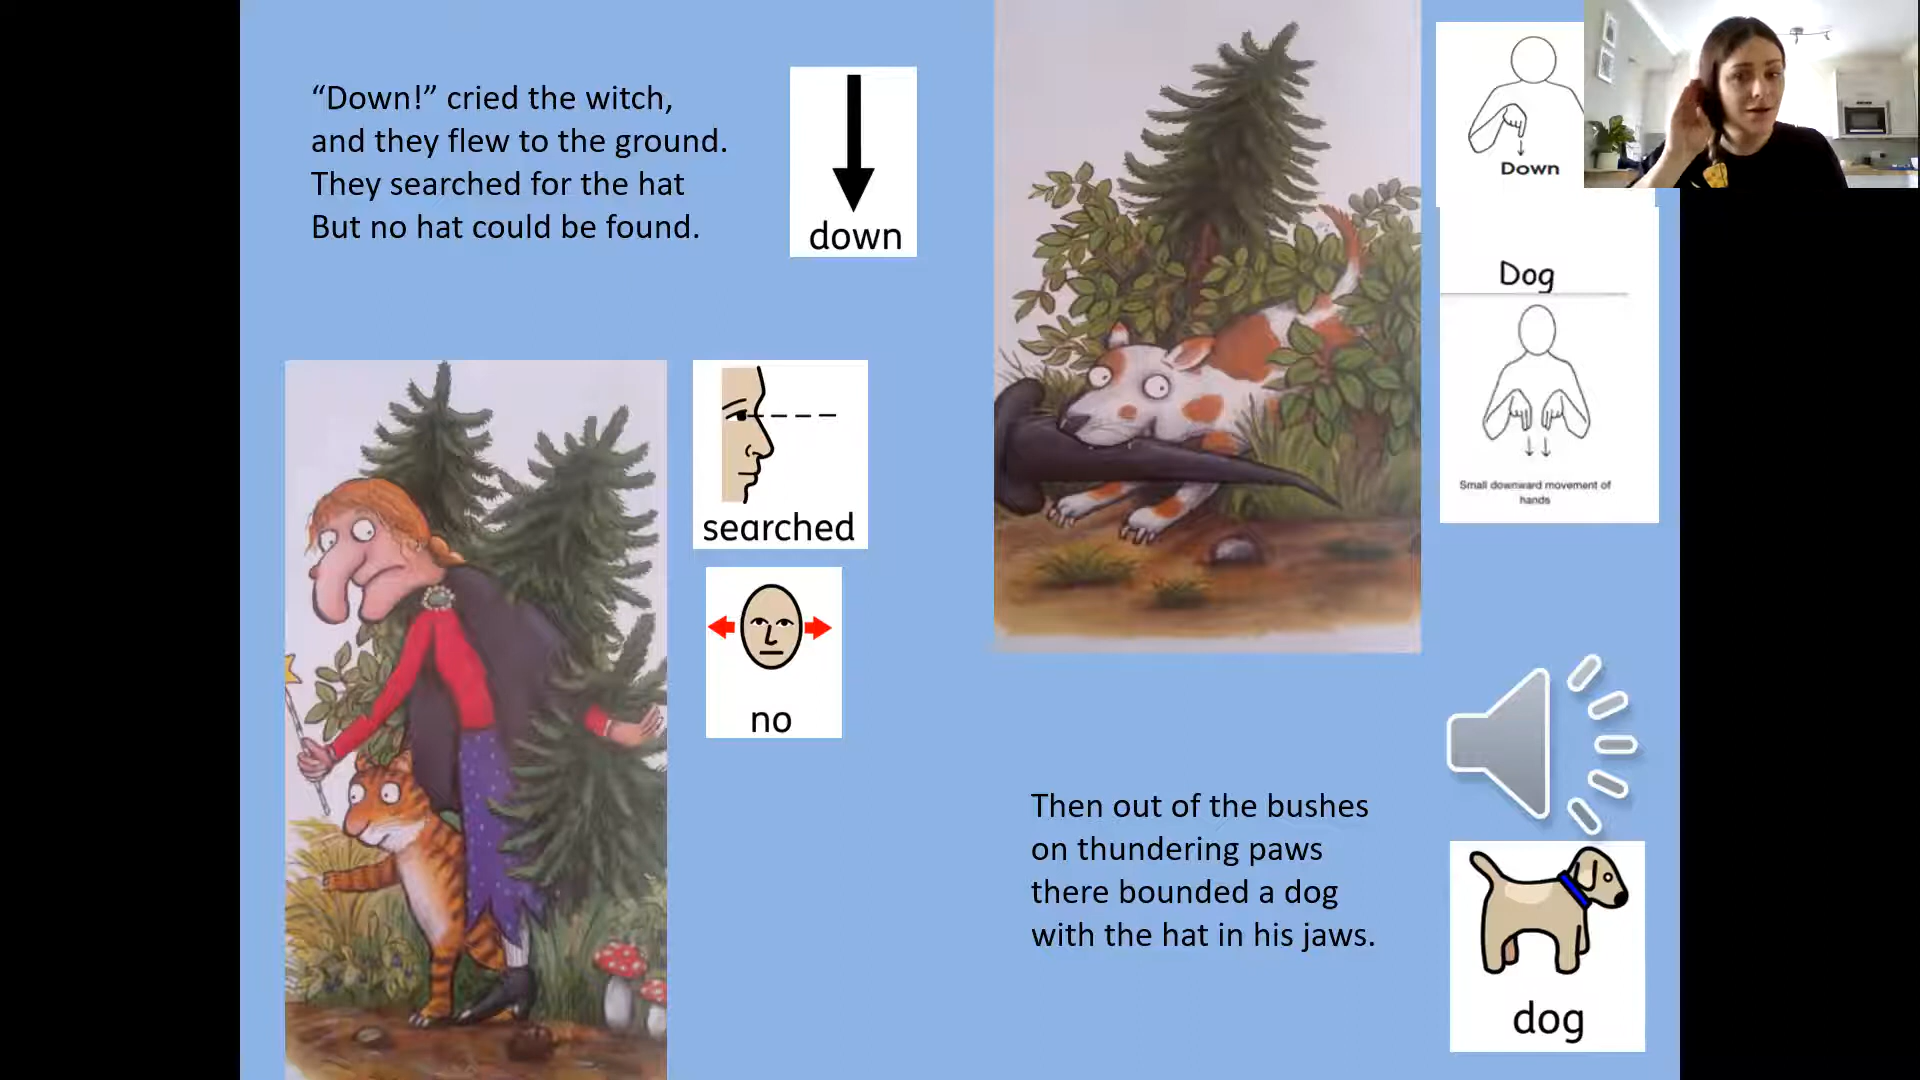 “Down!” cried the witch,
and they flew to the ground.
They searched for the hat
But no hat could be found.
down
searched
no
Then out of the bushes
on thundering paws
there bounded a dog
with the hat in his jaws.
Down
Dog
Small downward movement of
hands
dog